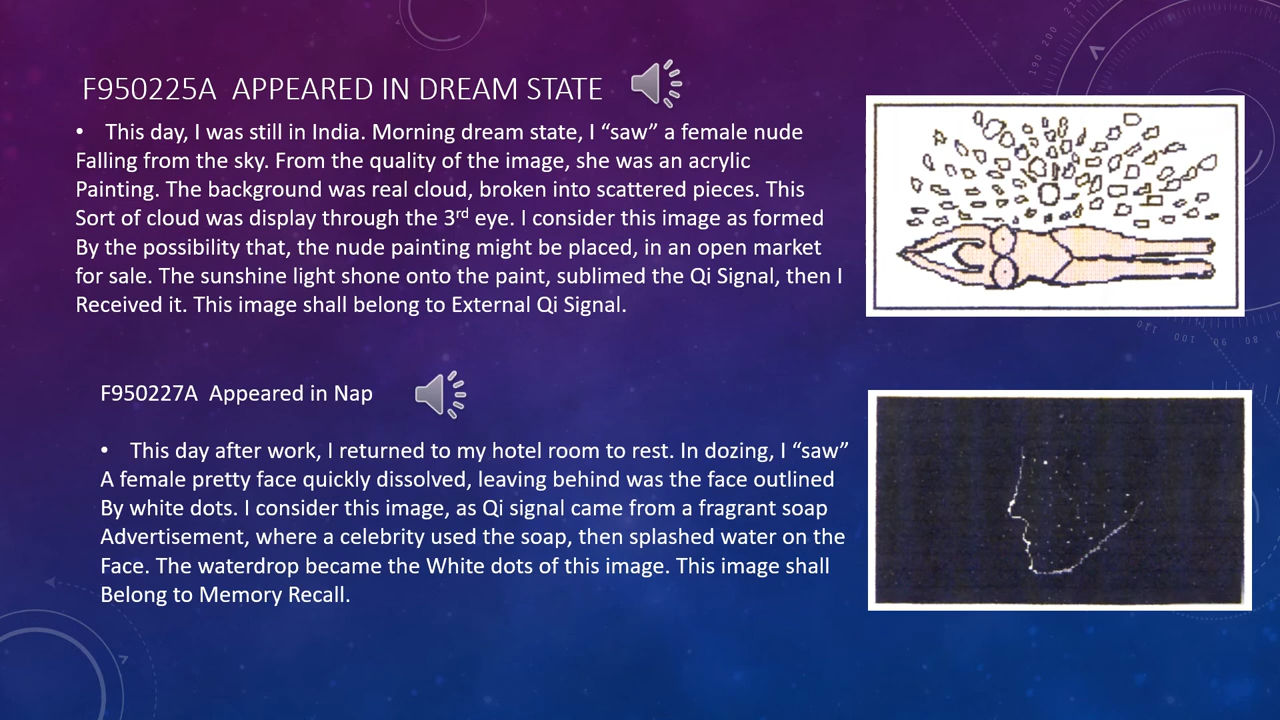 F950225A APPEARED IN DREAM STATE
• This day, I was still in India. Morning dream state, I “saw” a female nude
Falling from the sky. From the quality of the image, she was an acrylic
Painting. The background was real cloud, broken into scattered pieces. This
Sort of cloud was display through the 3rd eye. I consider this image as formed
By the possibility that, the nude painting might be placed, in an open market
for sale. The sunshine light shone onto the paint, sublimed the Qi Signal, then I
Received it. This image shall belong to External Qi Signal.
F950227A Appeared in Nap
• This day after work, I returned to my hotel room to rest. In dozing, I “saw”
A female pretty face quickly dissolved, leaving behind was the face outlined
By white dots. I consider this image, as Qi signal came from a fragrant soap
Advertisement, where a celebrity used the soap, then splashed water on the
Face. The waterdrop became the White dots of this image. This image shall
Belong to Memory Recall.